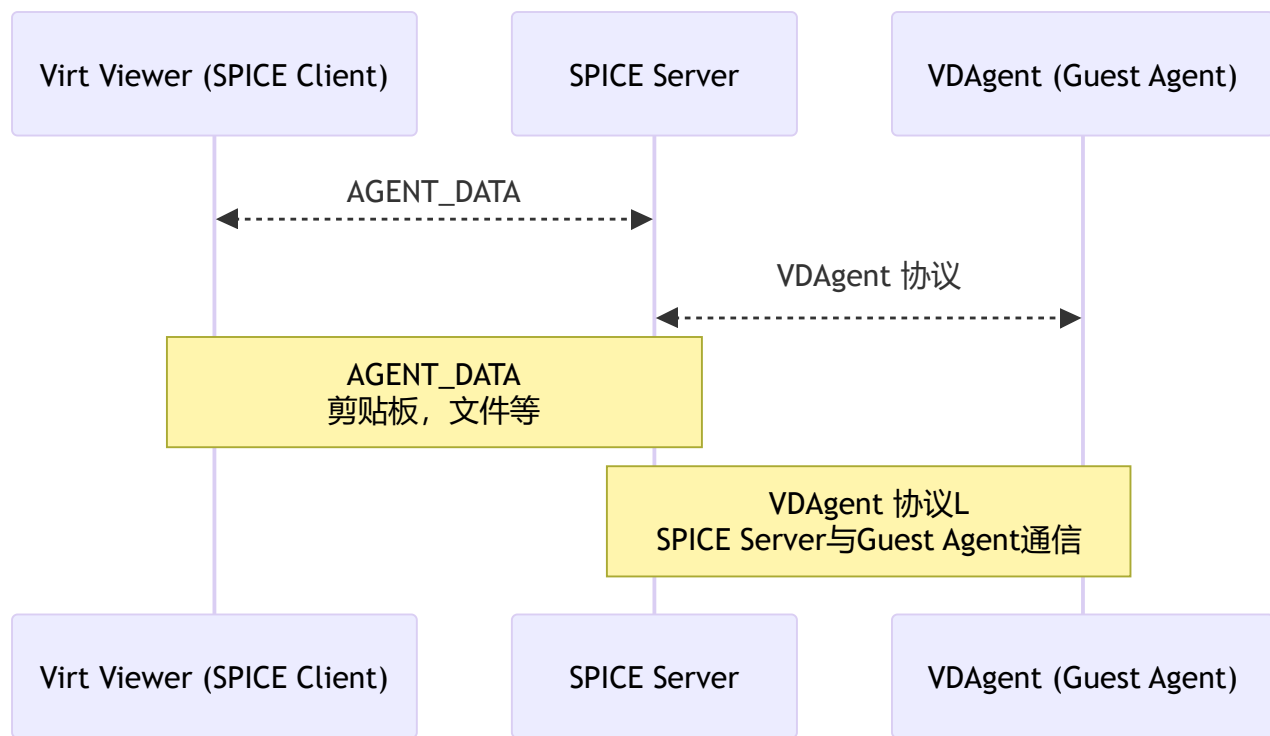 Virt Viewer (SPICE Client)
SPICE Server
VDAgent (Guest Agent)
AGENT_DATA
VDAgent 协议
AGENT_DATA
剪贴板，文件等
VDAgent 协议L
SPICE Server与Guest Agent通信
Virt Viewer (SPICE Client)
SPICE Server
VDAgent (Guest Agent)